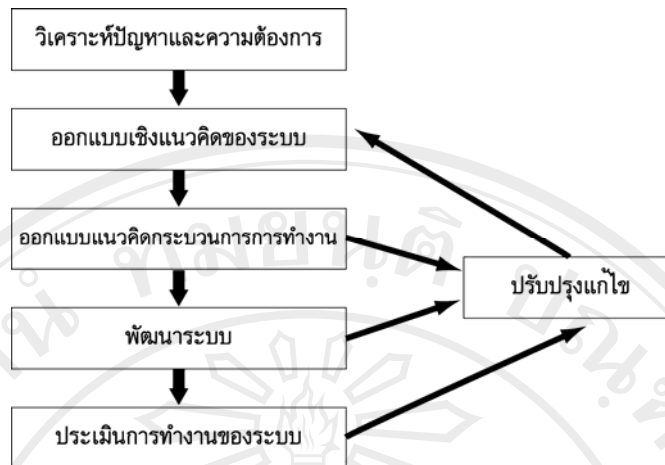 วิเคราะห์ปัญหาและความต้องการ
ออกแบบเชิงแนวคิดของระบบ
ออกแบบแนวคิดกระบวนการการทำงาน
ปรับปรุงแก้ไข
พัฒนาระบบ
ประเมินการทำงานของระบบ